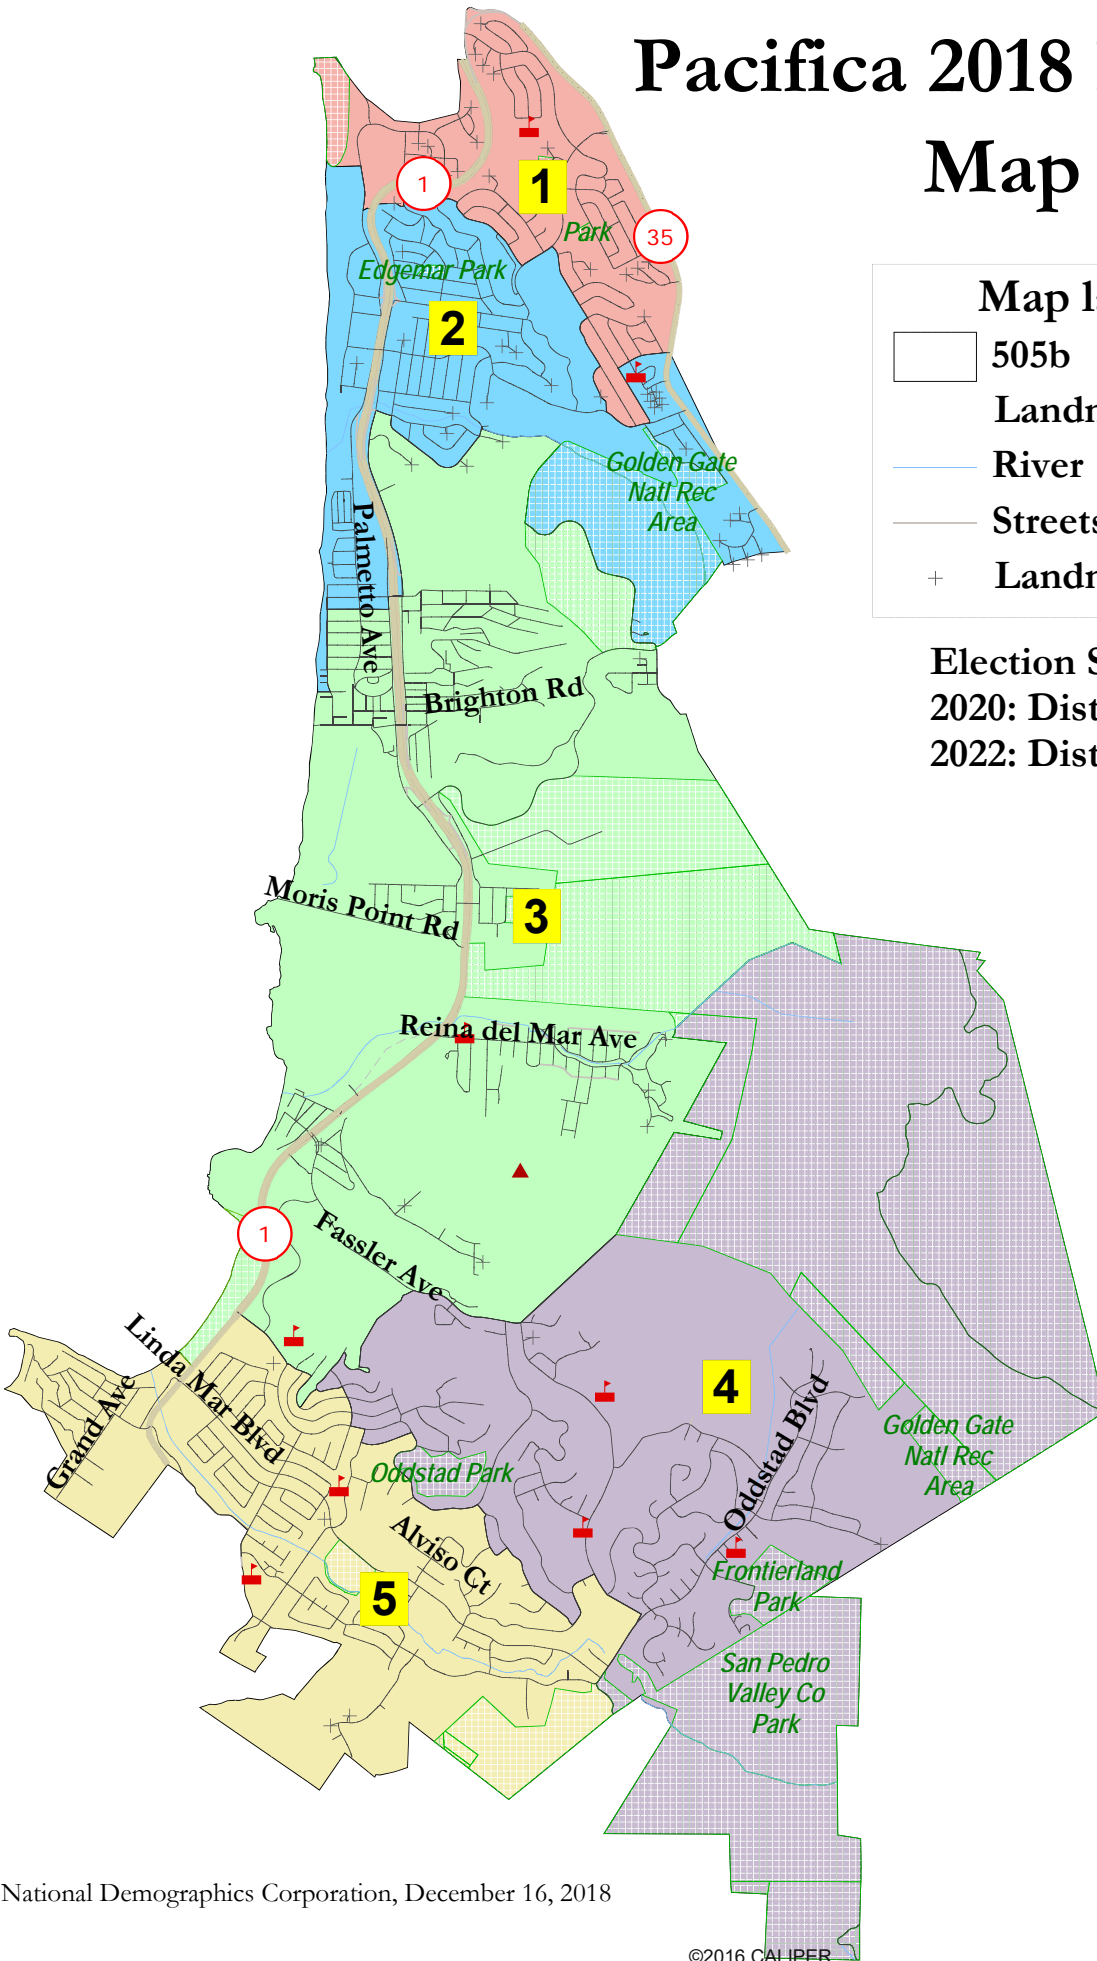 Pacifica 2018
Map
1
1
35
Park
Edgemar Park
2
Map l
505b
Landn
River
Streets
Landn
Golden Gate
Natl Rec
Area
Palmetto Ave
Election S
2020: Dist
2022: Dist
Brighton Rd
Moris Point Rd
3
Reina del Mar Ave
1
Fassler Ave
Linda Mar Blvd
Grand Ave
4
Oddstad Blvd
Golden Gate
Natl Rec
Area
Oddstad Park
Alviso Ct
5
Frontierland
Park
San Pedro
Valley Co
Park
National Demographics Corporation, December 16, 2018
©2016 CALIPER